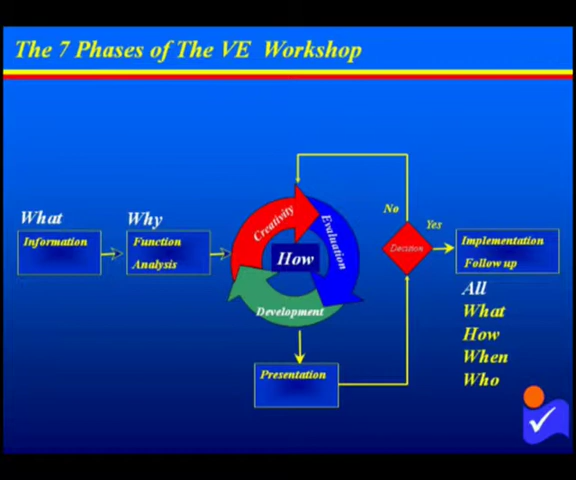 The 7 Phases of The VE Workshop
What
Information
Why
Function
Analysis
Creativity
Evaluation
How
Development
Presentation
No
Decision
Yes
Implementation
Follow up
All
What
How
When
Who